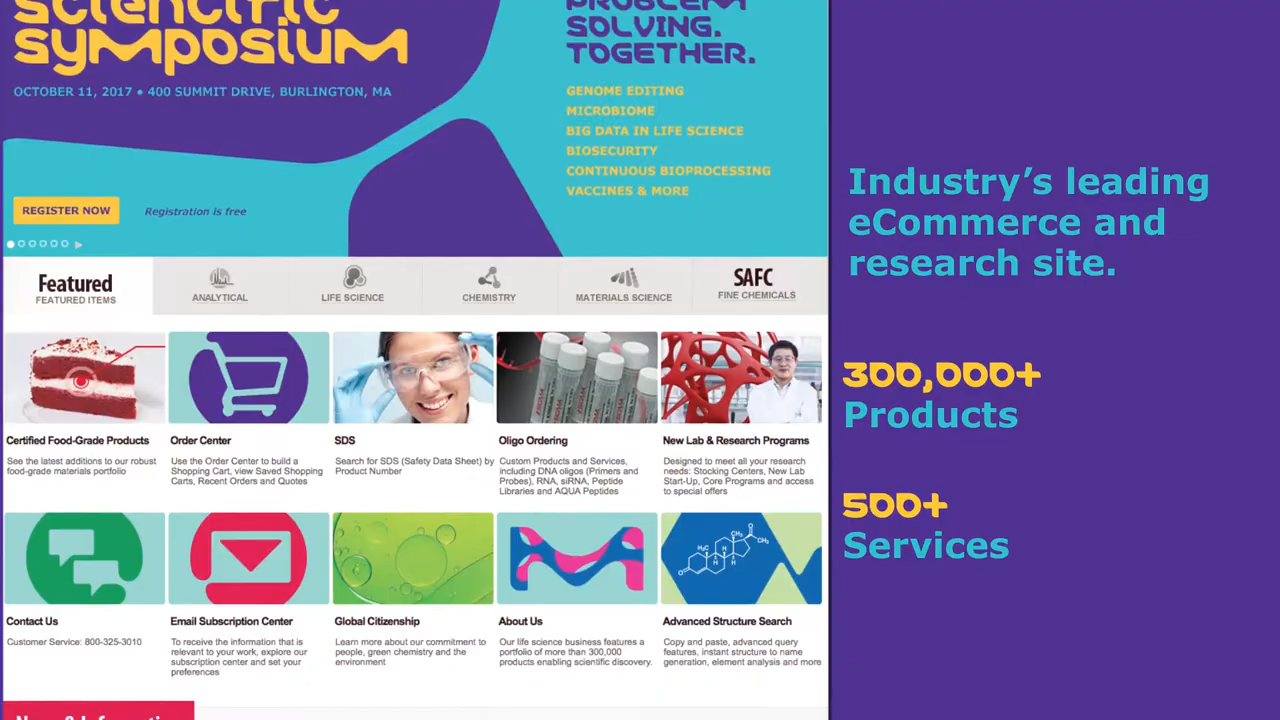 scientific
symposium
OCTOBER 11, 2017 • 400 SUMMIT DRIVE, BURLINGTON, MA
REGISTER NOW
Registration is free
PROBLEM
SOLVING.
TOGETHER.
GENOME EDITING
MICROBIOME
BIG DATA IN LIFE SCIENCE
BIOSECURITY
CONTINUOUS BIOPROCESSING
VACCINES & MORE
Featured
FEATURED ITEMS
ANALYTICAL
LIFE SCIENCE
CHEMISTRY
MATERIALS SCIENCE
SAFC
FINE CHEMICALS
Certified Food-Grade Products
See the latest additions to our robust
food-grade materials portfolio
Order Center
Use the Order Center to build a
Shopping Cart, view Saved Shopping
Carts, Recent Orders and Quotes
SDS
Search for SDS (Safety Data Sheet) by
Product Number
Oligo Ordering
Custom Products and Services,
including DNA oligos (Primers and
Probes), RNA, siRNA, Peptide
Libraries and AQUA Peptides
New Lab & Research Programs
Designed to meet all your research
needs: Stocking Centers, New Lab
Start-Up, Core Programs and access
to special offers
Contact Us
Customer Service: 800-325-3010
Email Subscription Center
To receive the information that is
relevant to your work, explore our
subscription center and set your
preferences
Global Citizenship
Learn more about our commitment to
people, green chemistry and the
environment
About Us
Our life science business features a
portfolio of more than 300,000
products enabling scientific discovery.
Advanced Structure Search
Copy and paste, advanced query
features, instant structure to name
generation, element analysis and more
Industry's leading
eCommerce and
research site.
300,000+
Products
500+
Services